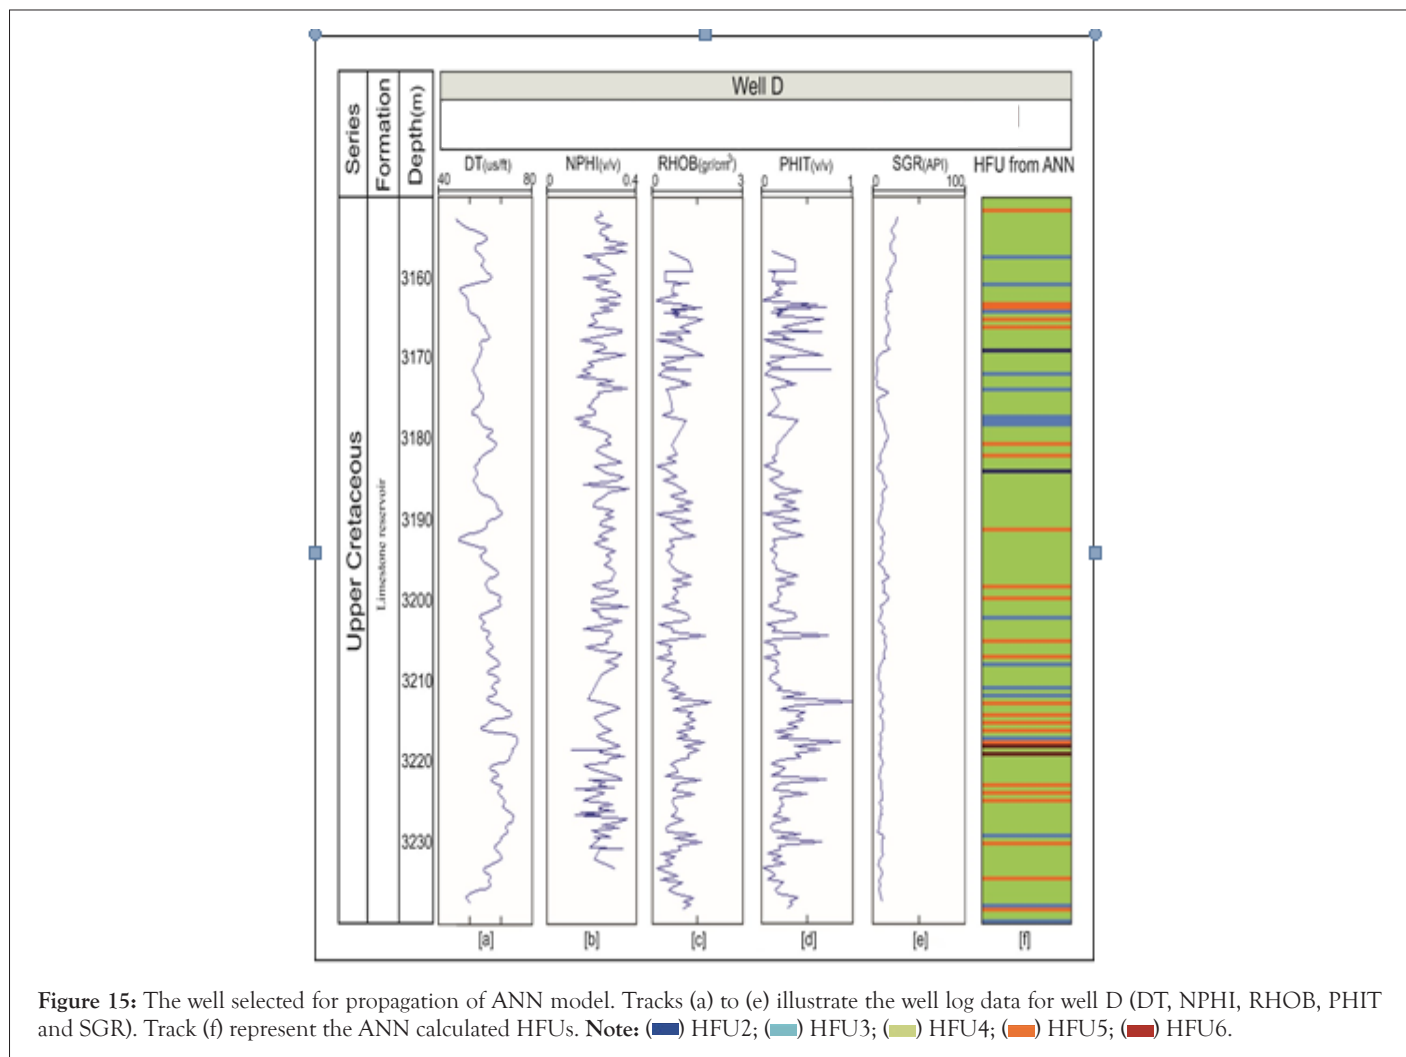 Well D
Series
Formation
Depth(m)
DT(us/ft)
NPHI(v/v)
RHOB(gr/cm³)
PHIT(v/v)
SGR(API)
HFU from ANN
40 80
0 0.4
0 3
0 1
0 100
Upper Cretaceous
Limestone reservoir
3160
3170
3180
3190
3200
3210
3220
3230
[a] [b] [c] [d] [e] [f]
Figure 15: The well selected for propagation of ANN model. Tracks (a) to (e) illustrate the well log data for well D (DT, NPHI, RHOB, PHIT
and SGR). Track (f) represent the ANN calculated HFUs. Note: ( ) HFU2; ( ) HFU3; ( ) HFU4; ( ) HFU5; ( ) HFU6.